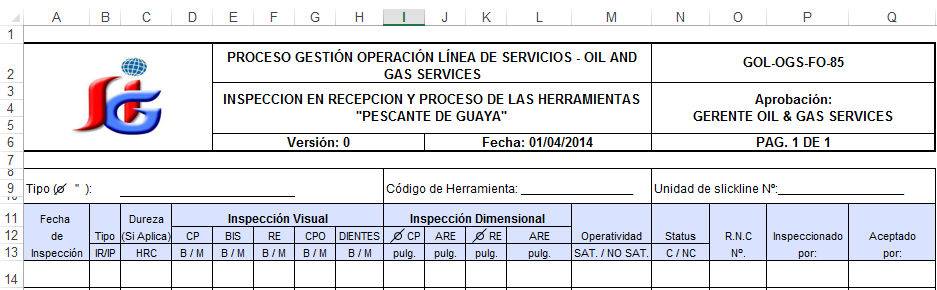 A B C D E F G H I J K L M N O P Q
1
2
3
4
5
6
7
8
9
10
11
12
13
14
SIG
PROCESO GESTIÓN OPERACIÓN LÍNEA DE SERVICIOS - OIL AND
GAS SERVICES
GOL-OGS-FO-85
INSPECCION EN RECEPCION Y PROCESO DE LAS HERRAMIENTAS
"PESCANTE DE GUAYA"
Aprobación:
GERENTE OIL & GAS SERVICES
Versión: 0 Fecha: 01/04/2014 PAG. 1 DE 1
Tipo (Ø " ): ____ Código de Herramienta: ____ Unidad de slickline Nº:____
Fecha Dureza Inspección Visual Inspección Dimensional
de Tipo (Si Aplica) CP BIS RE CPO DIENTES Ø CP ARE Ø RE ARE Operatividad Status R.N.C Inspeccionado Aceptado
Inspección IR/IP HRC B / M B / M B / M B / M B / M pulg. pulg. pulg. pulg. SAT. / NO SAT. C / NC Nº. por: por: